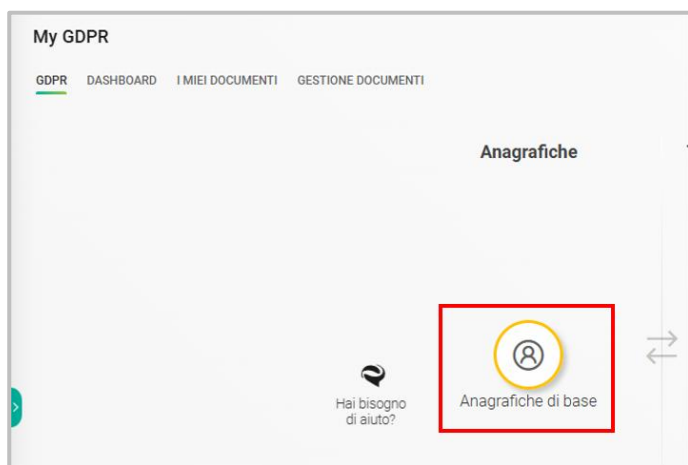 My GDPR
GDPR DASHBOARD I MIEI DOCUMENTI GESTIONE DOCUMENTI
Anagrafiche
Hai bisogno
di aiuto?
Anagrafiche di base